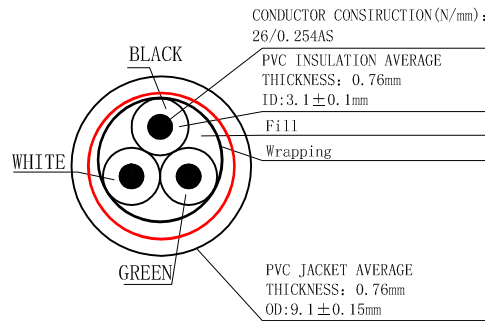 CONDUCTOR CONSIRUCTION(N/mm):
26/0.254AS
BLACK
PVC INSULATION AVERAGE
THICKNESS: 0.76mm
ID:3.1±0.1mm
Fill
Wrapping
WHITE
GREEN
PVC JACKET AVERAGE
THICKNESS: 0.76mm
OD:9.1±0.15mm